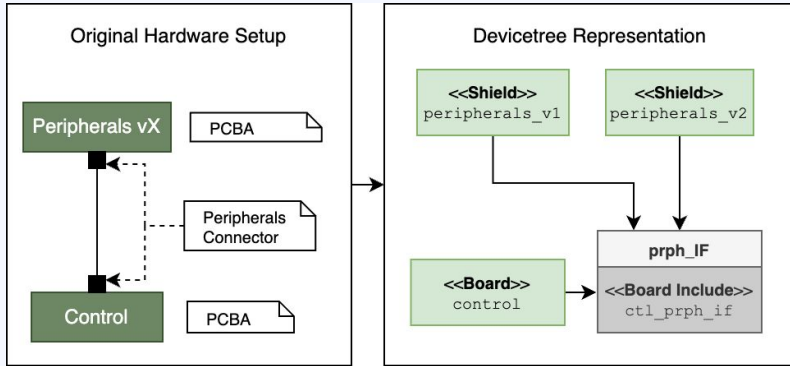 Original Hardware Setup
Peripherals vX
PCBA
Peripherals
Connector
Control
PCBA
Devicetree Representation
<<Shield>>
peripherals_v1
<<Shield>>
peripherals_v2
prph_IF
<<Board>>
control
<<Board Include>>
ctl_prph_if